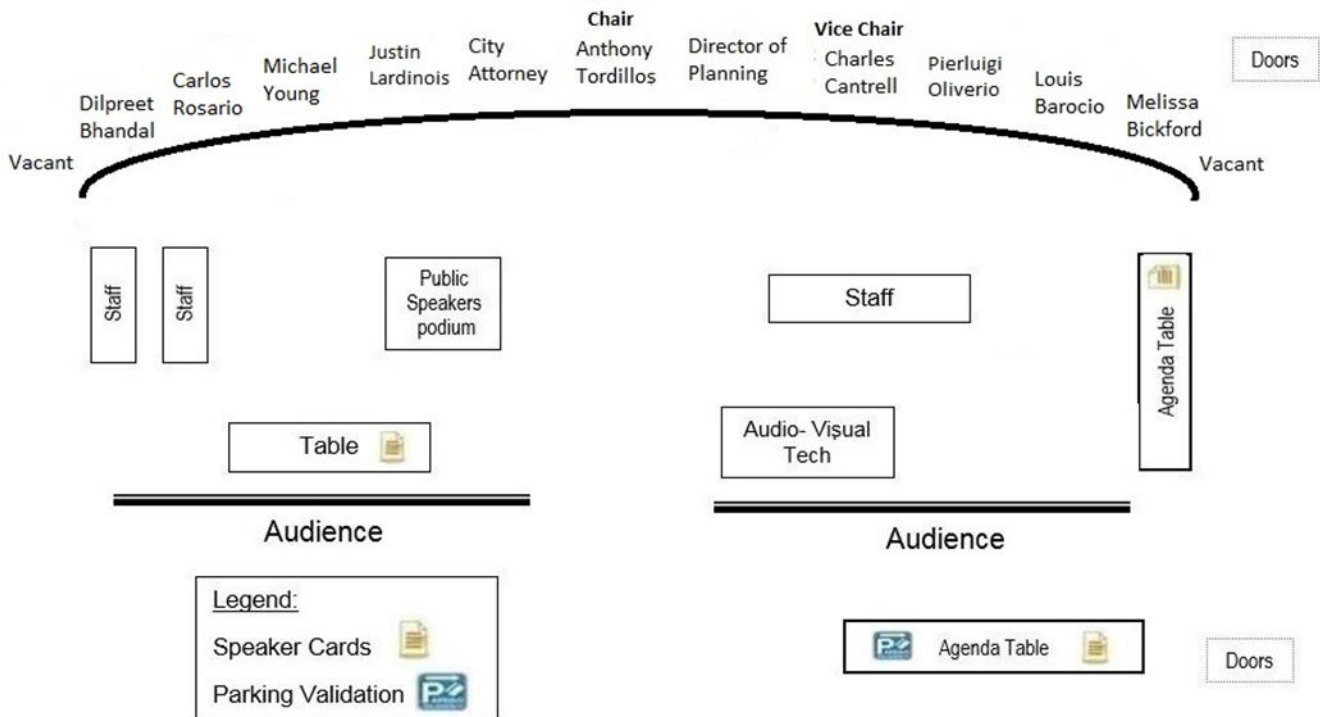 Chair
Anthony
Tordillos
Vice Chair
Charles
Cantrell
Vacant
Dilpreet
Bhandal
Carlos
Rosario
Michael
Young
Justin
Lardinois
City
Attorney
Director of
Planning
Pierluigi
Oliverio
Louis
Barocio
Melissa
Bickford
Vacant
Doors
Staff
Staff
Public
Speakers
podium
Staff
Agenda Table
Table
Audio- Visual
Tech
Audience
Audience
Legend:
Speaker Cards
Parking Validation
P
P
Agenda Table
Doors